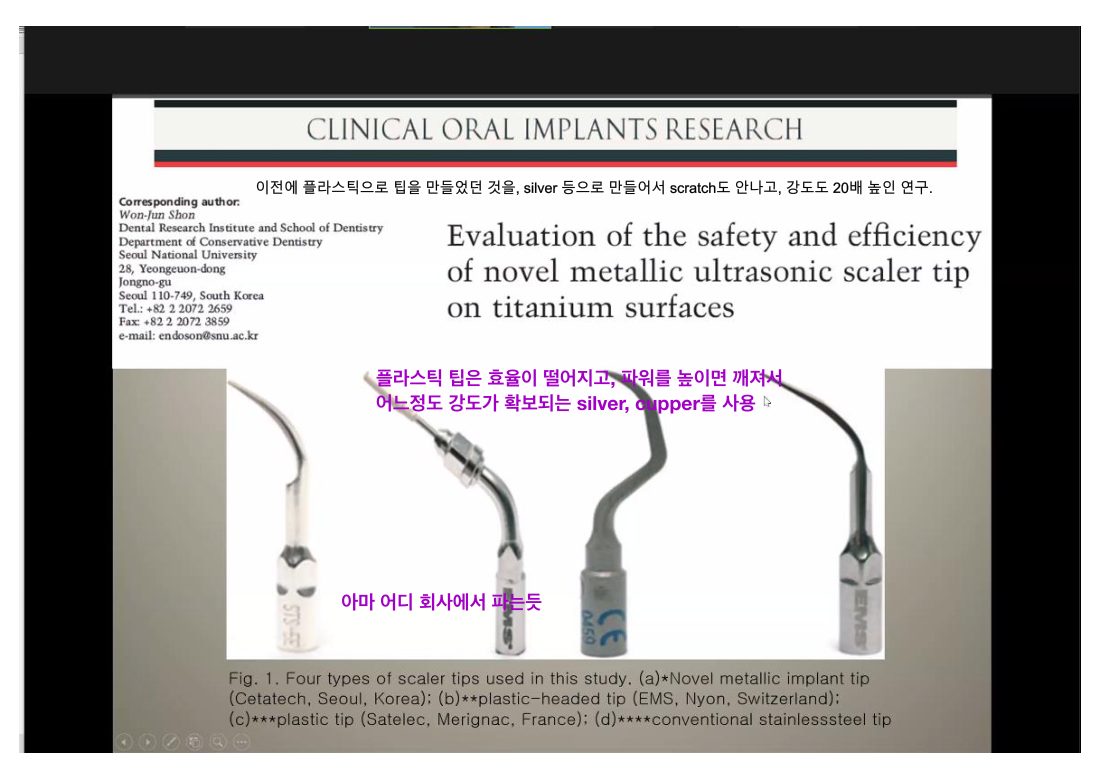 CLINICAL ORAL IMPLANTS RESEARCH
이전에 플라스틱으로 팁을 만들었던 것을, silver 등으로 만들어서 scratch도 안나고, 강도도 20배 높인 연구.
Corresponding author:
Won-Jun Shon
Dental Research Institute and School of Dentistry
Department of Conservative Dentistry
Seoul National University
28, Yeongeuon-dong
Jongno-gu
Seoul 110-749, South Korea
Tel.: +82 2 2072 2659
Fax: +82 2 2072 3859
e-mail: endoson@snu.ac.kr
Evaluation of the safety and efficiency
of novel metallic ultrasonic scaler tip
on titanium surfaces
플라스틱 팁은 효율이 떨어지고, 파워를 높이면 깨져서
어느정도 강도가 확보되는 silver, cupper를 사용
아마 어디 회사에서 파는듯
EMS
0459
CE
EMS
Fig. 1. Four types of scaler tips used in this study. (a)*Novel metallic implant tip
(Cetatech, Seoul, Korea); (b)**plastic-headed tip (EMS, Nyon, Switzerland);
(c)***plastic tip (Satelec, Merignac, France); (d)****conventional stainlesssteel tip